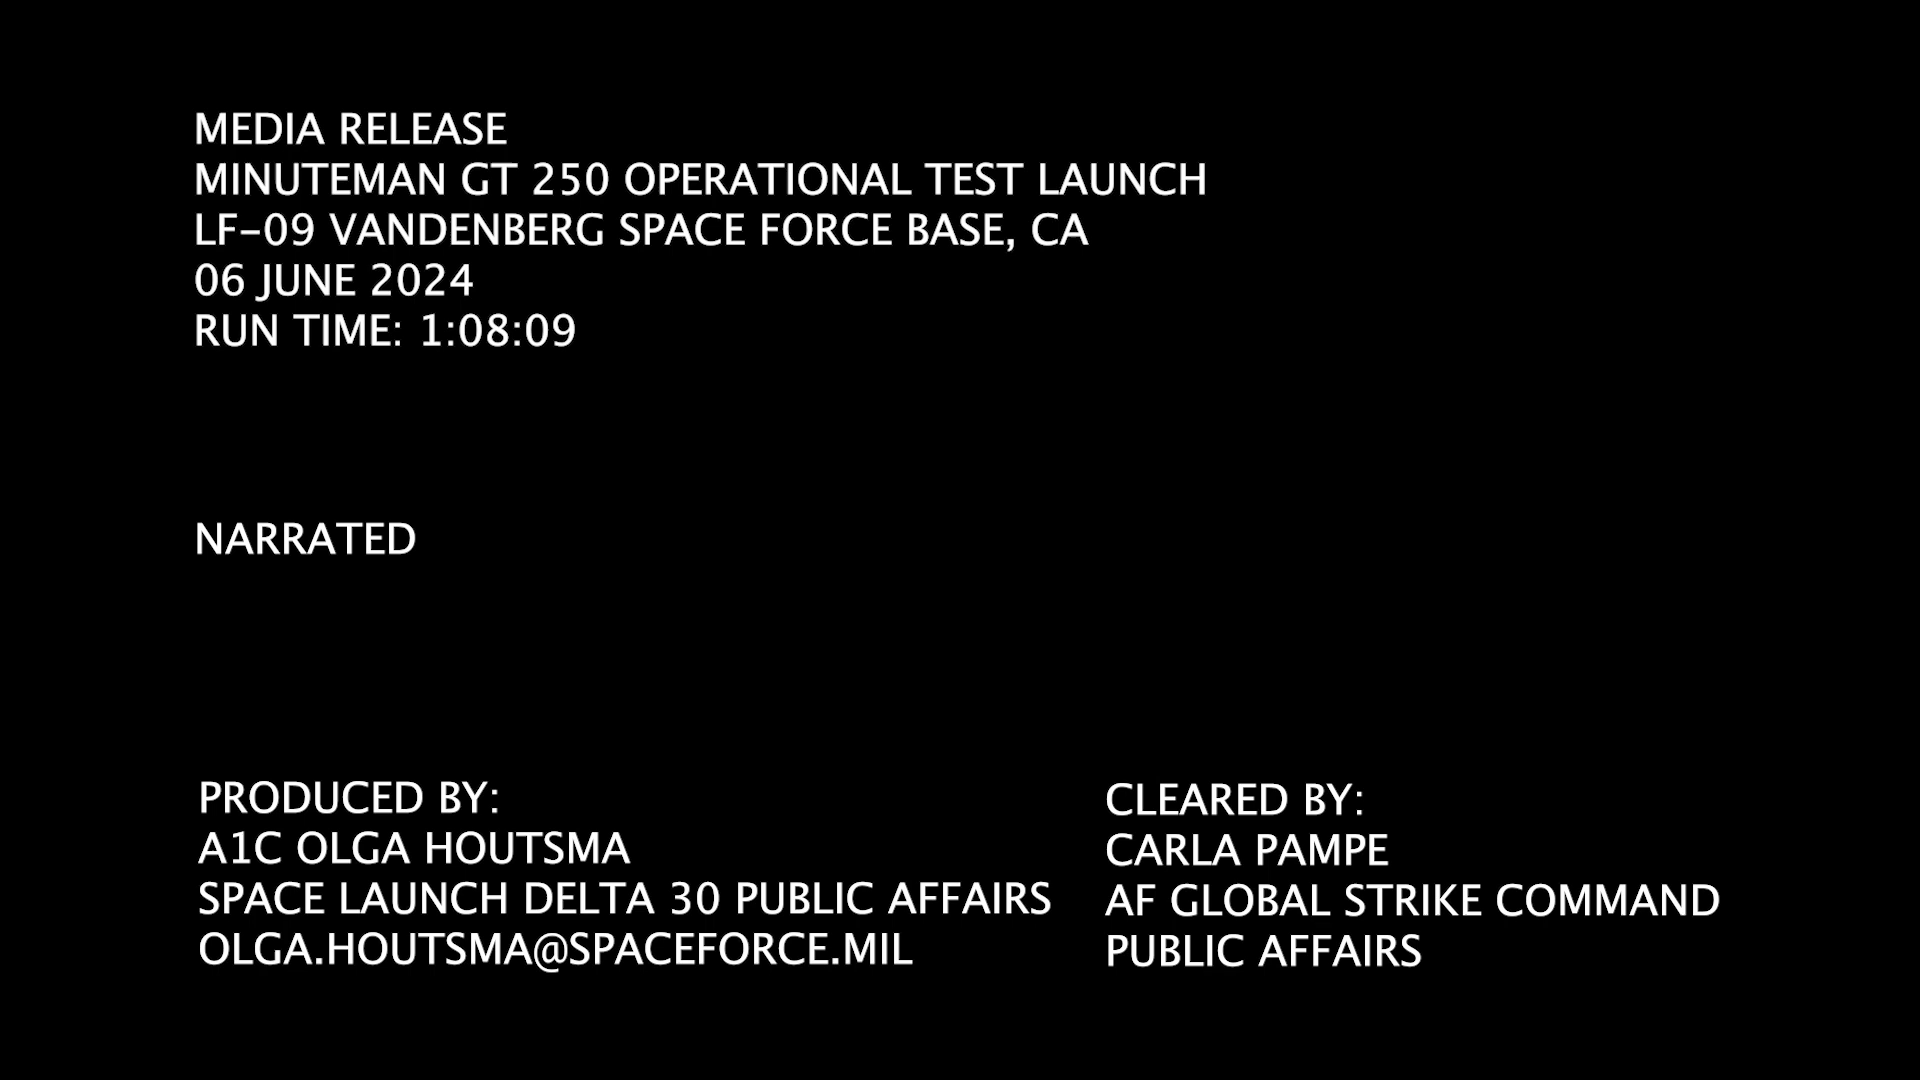 MEDIA RELEASE
MINUTEMAN GT 250 OPERATIONAL TEST LAUNCH
LF-09 VANDENBERG SPACE FORCE BASE, CA
06 JUNE 2024
RUN TIME: 1:08:09
NARRATED
PRODUCED BY:
A1C OLGA HOUTSMA
SPACE LAUNCH DELTA 30 PUBLIC AFFAIRS
OLGA.HOUTSMA@SPACEFORCE.MIL
CLEARED BY:
CARLA PAMPE
AF GLOBAL STRIKE COMMAND
PUBLIC AFFAIRS